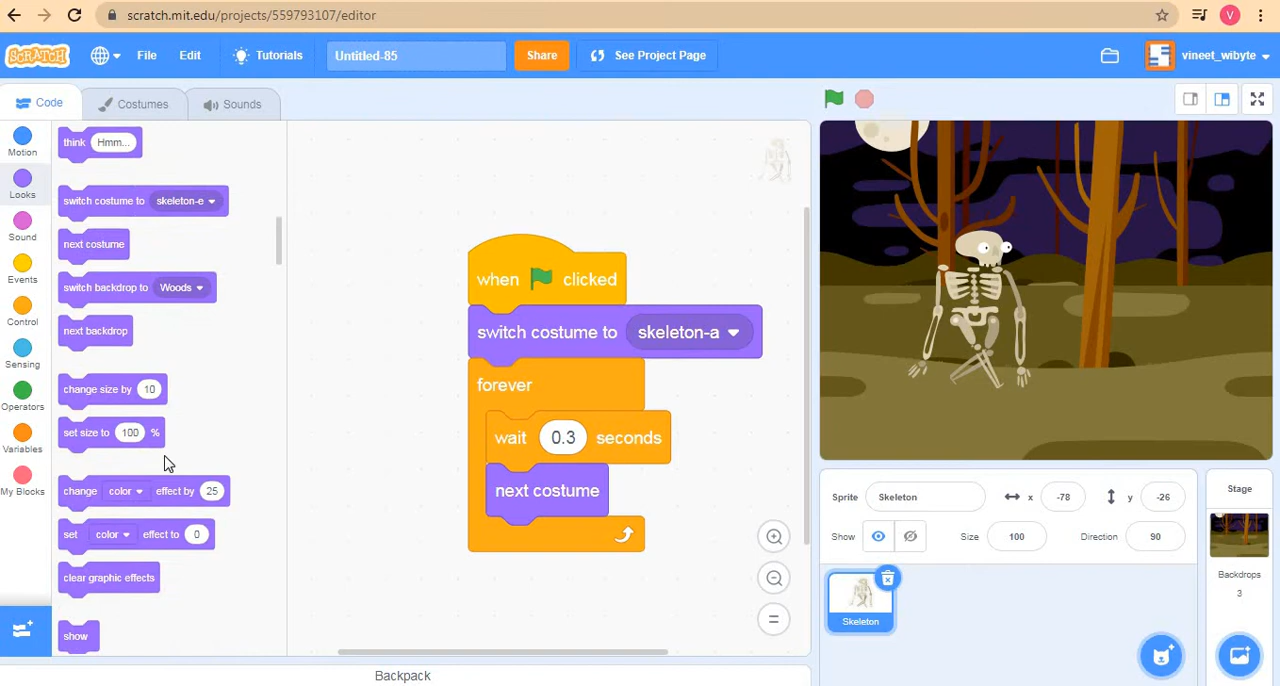 scratch.mit.edu/projects/559793107/editor
V
SCRATCH
File
Edit
Tutorials
Untitled-85
Share
See Project Page
vineet_wibyte
Code
Costumes
Sounds
Motion
Looks
Sound
Events
Control
Sensing
Operators
Variables
My Blocks
think Hmm...
switch costume to skeleton-e
next costume
switch backdrop to Woods
next backdrop
change size by 10
set size to 100 %
change color effect by 25
set color effect to 0
clear graphic effects
show
when clicked
switch costume to skeleton-a
forever
wait 0.3 seconds
next costume
Backpack
Sprite Skeleton x -78 y -26
Show Size 100 Direction 90
Skeleton
Stage
Backdrops
3